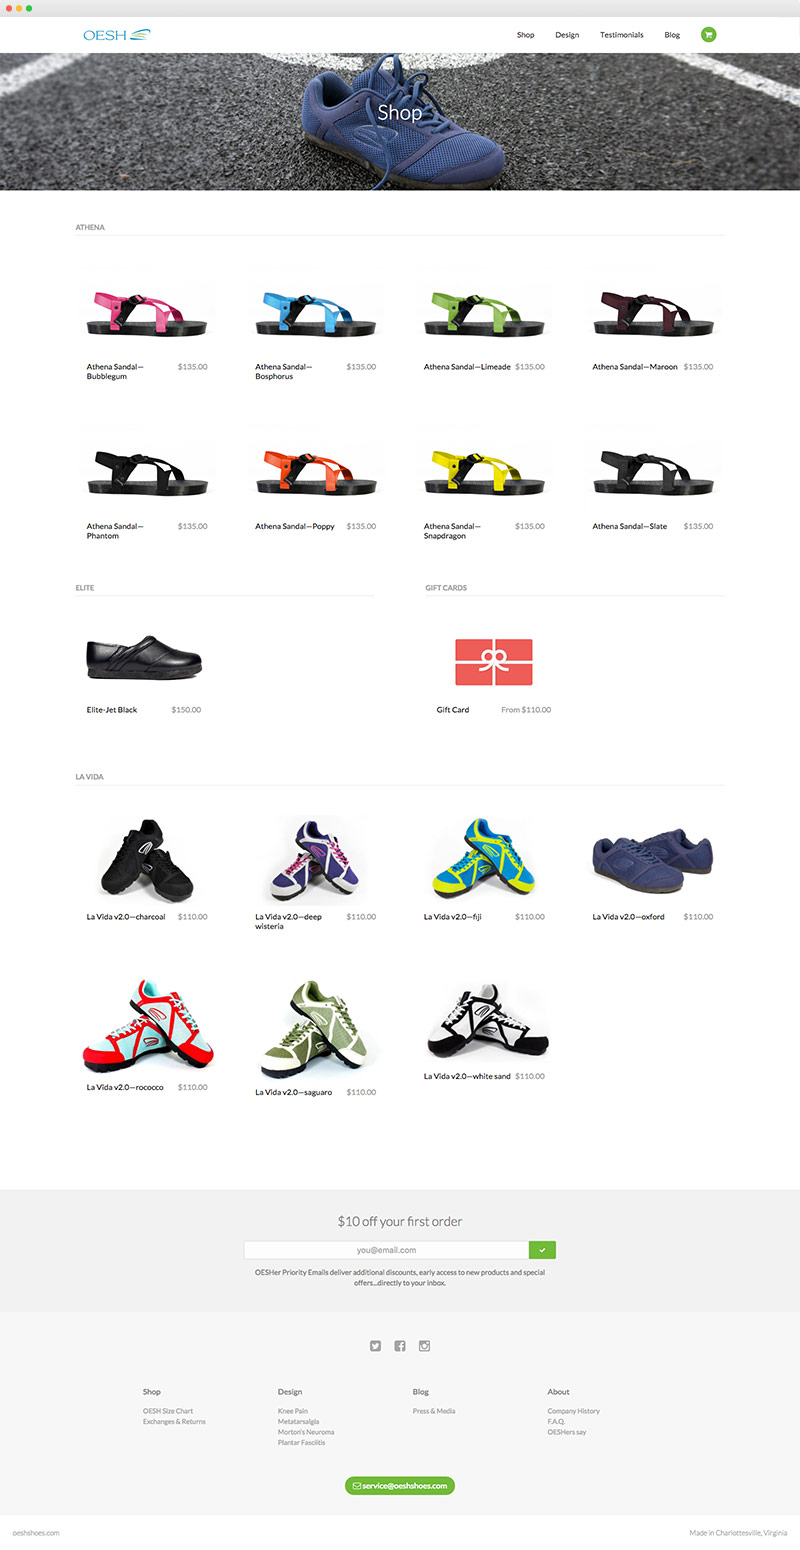 OESH
Shop Design Testimonials Blog
Shop
ATHENA
Athena Sandal—Bubblegum $135.00
Athena Sandal—Bosphorus $135.00
Athena Sandal—Limeade $135.00
Athena Sandal—Maroon $135.00
Athena Sandal—Phantom $135.00
Athena Sandal—Poppy $135.00
Athena Sandal—Snapdragon $135.00
Athena Sandal—Slate $135.00
ELITE
Elite-Jet Black $150.00
GIFT CARDS
Gift Card From $110.00
LA VIDA
La Vida v2.0—charcoal $110.00
La Vida v2.0—deep wisteria $110.00
La Vida v2.0—fiji $110.00
La Vida v2.0—oxford $110.00
La Vida v2.0—rococco $110.00
La Vida v2.0—saguaro $110.00
La Vida v2.0—white sand $110.00
$10 off your first order
you@email.com
OESHer Priority Emails deliver additional discounts, early access to new products and special
offers...directly to your inbox.
Shop
OESH Size Chart
Exchanges & Returns
Design
Knee Pain
Metatarsalgia
Morton's Neuroma
Plantar Fasciitis
Blog
Press & Media
About
Company History
F.A.Q.
OESHers say
service@oeshshoes.com
oeshshoes.com
Made in Charlottesville, Virginia